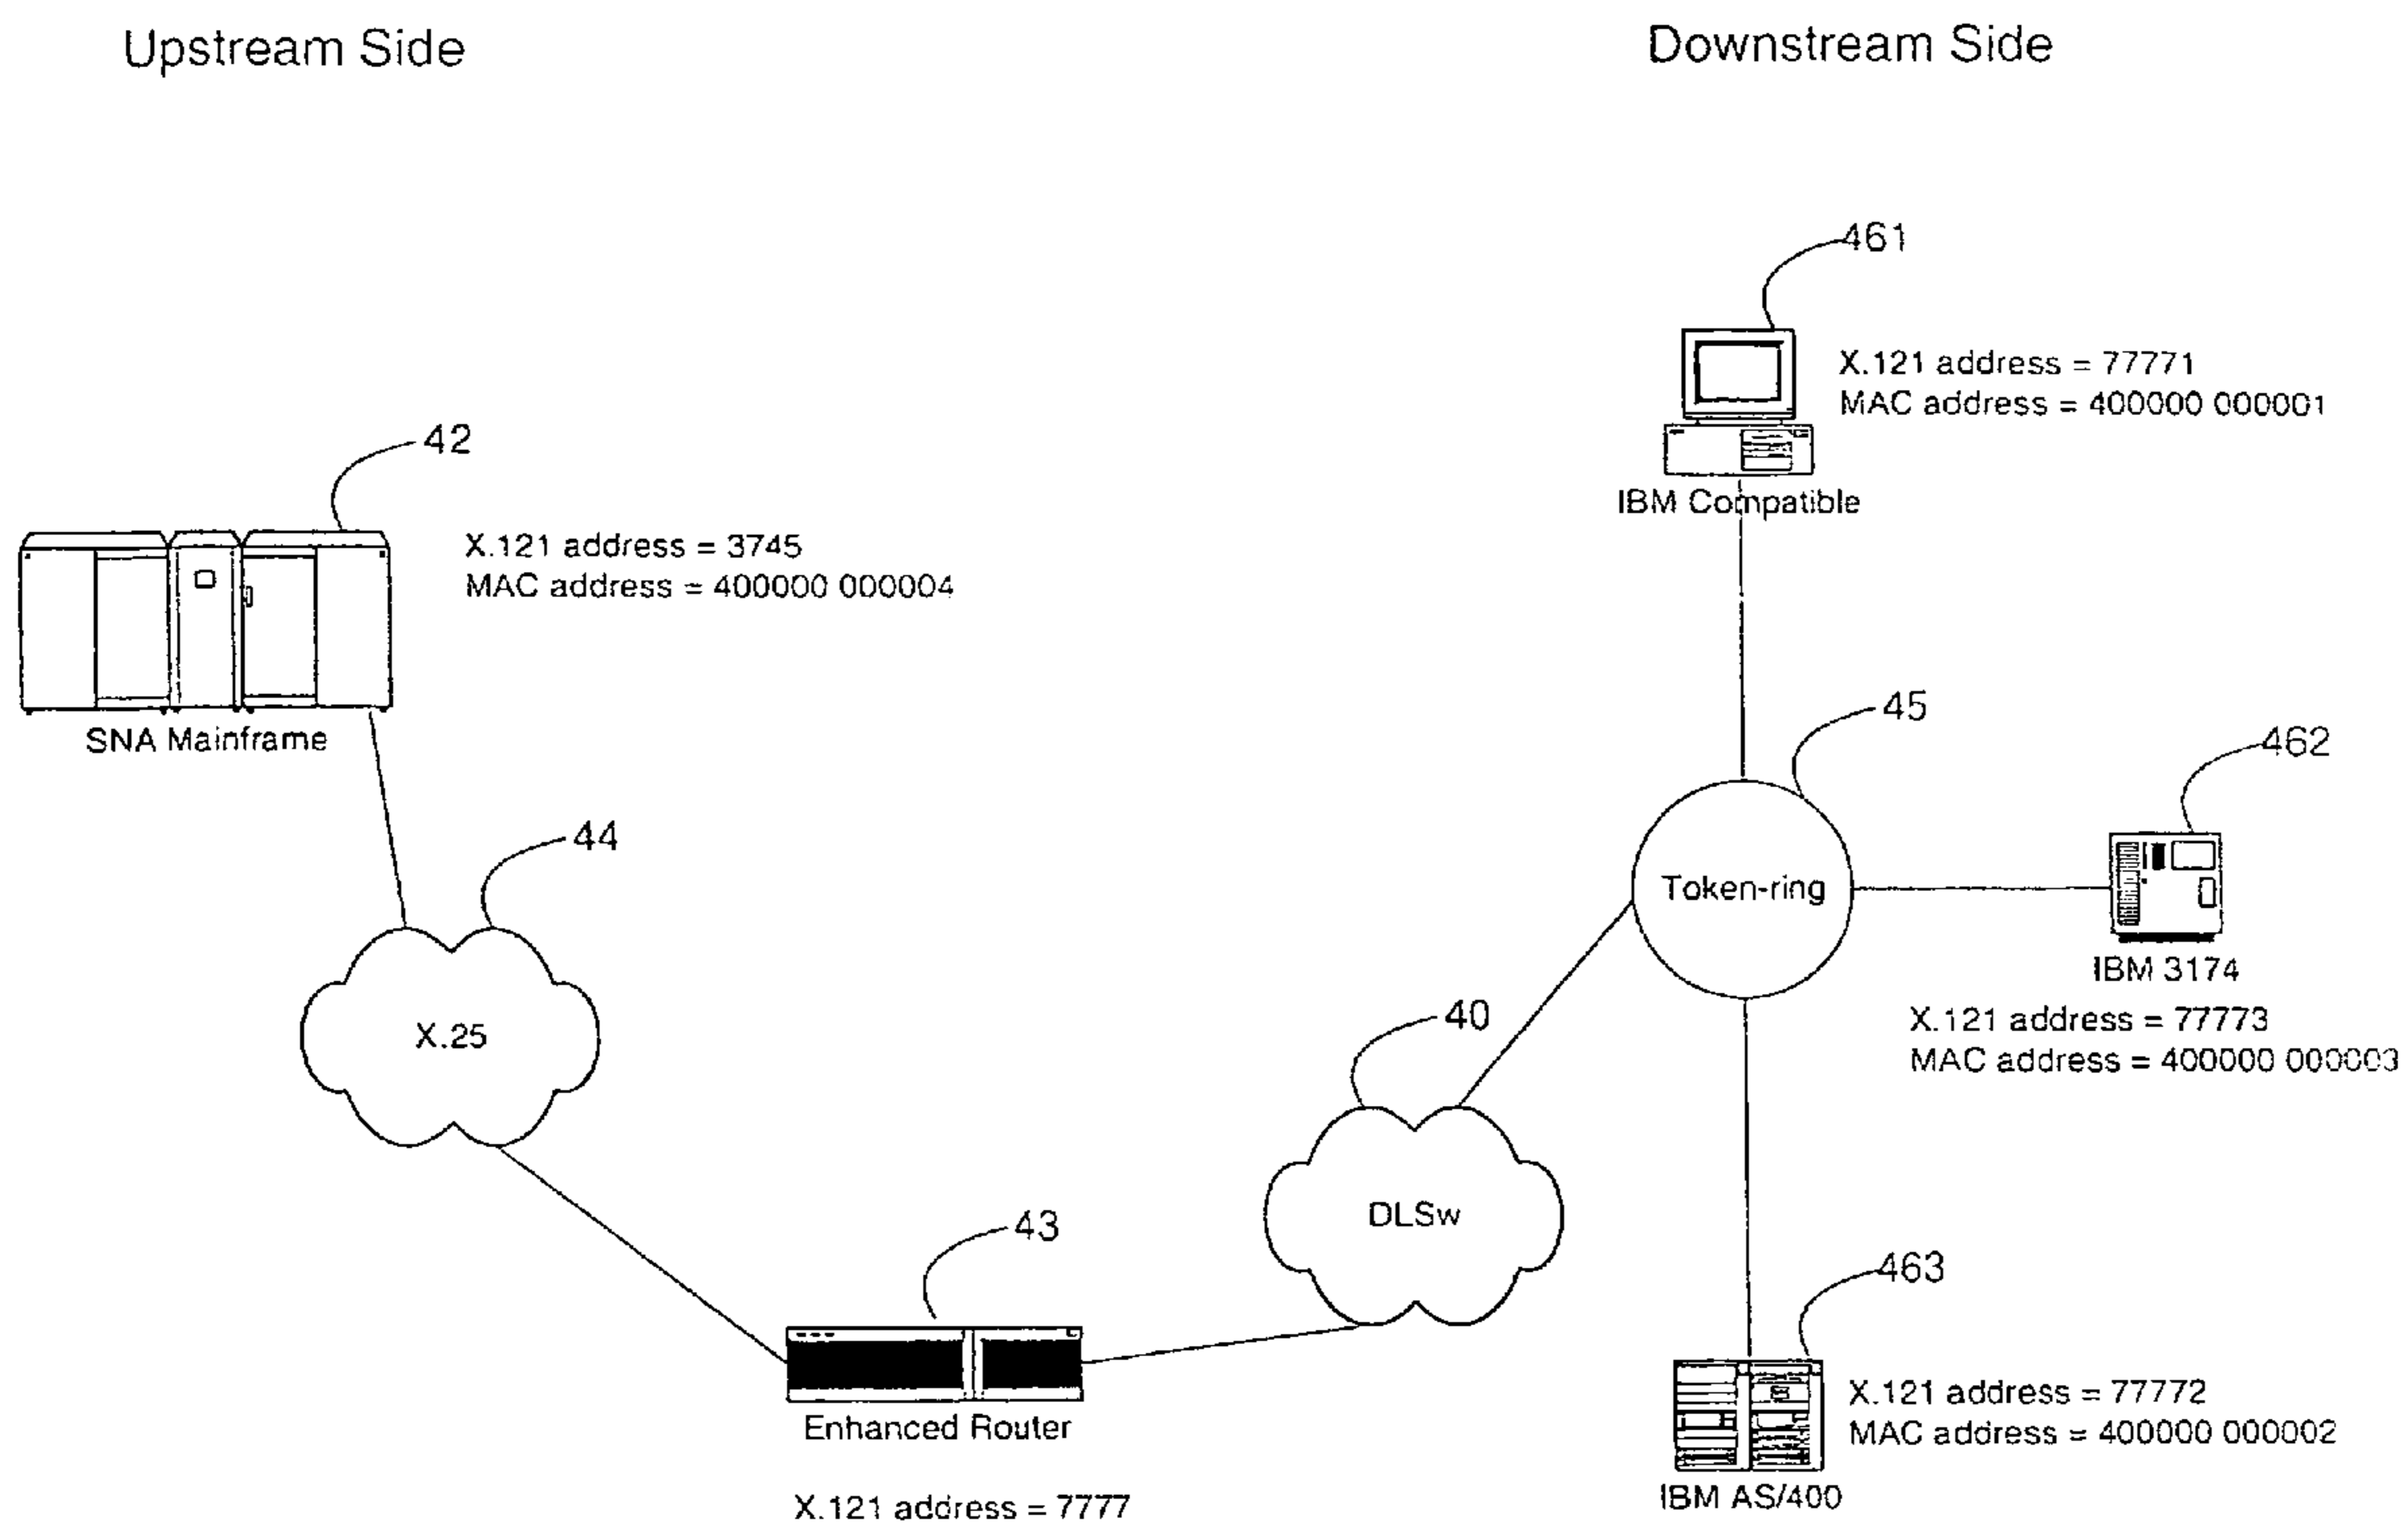 Upstream Side
Downstream Side
461
X.121 address = 77771
MAC address = 400000 000001
IBM Compatible
42
X.121 address = 3745
MAC address = 400000 000004
SNA Mainframe
45
Token-ring
462
IBM 3174
X.121 address = 77773
MAC address = 400000 000003
44
X.25
40
DLSw
43
Enhanced Router
X.121 address = 7777
463
X.121 address = 77772
MAC address = 400000 000002
IBM AS/400